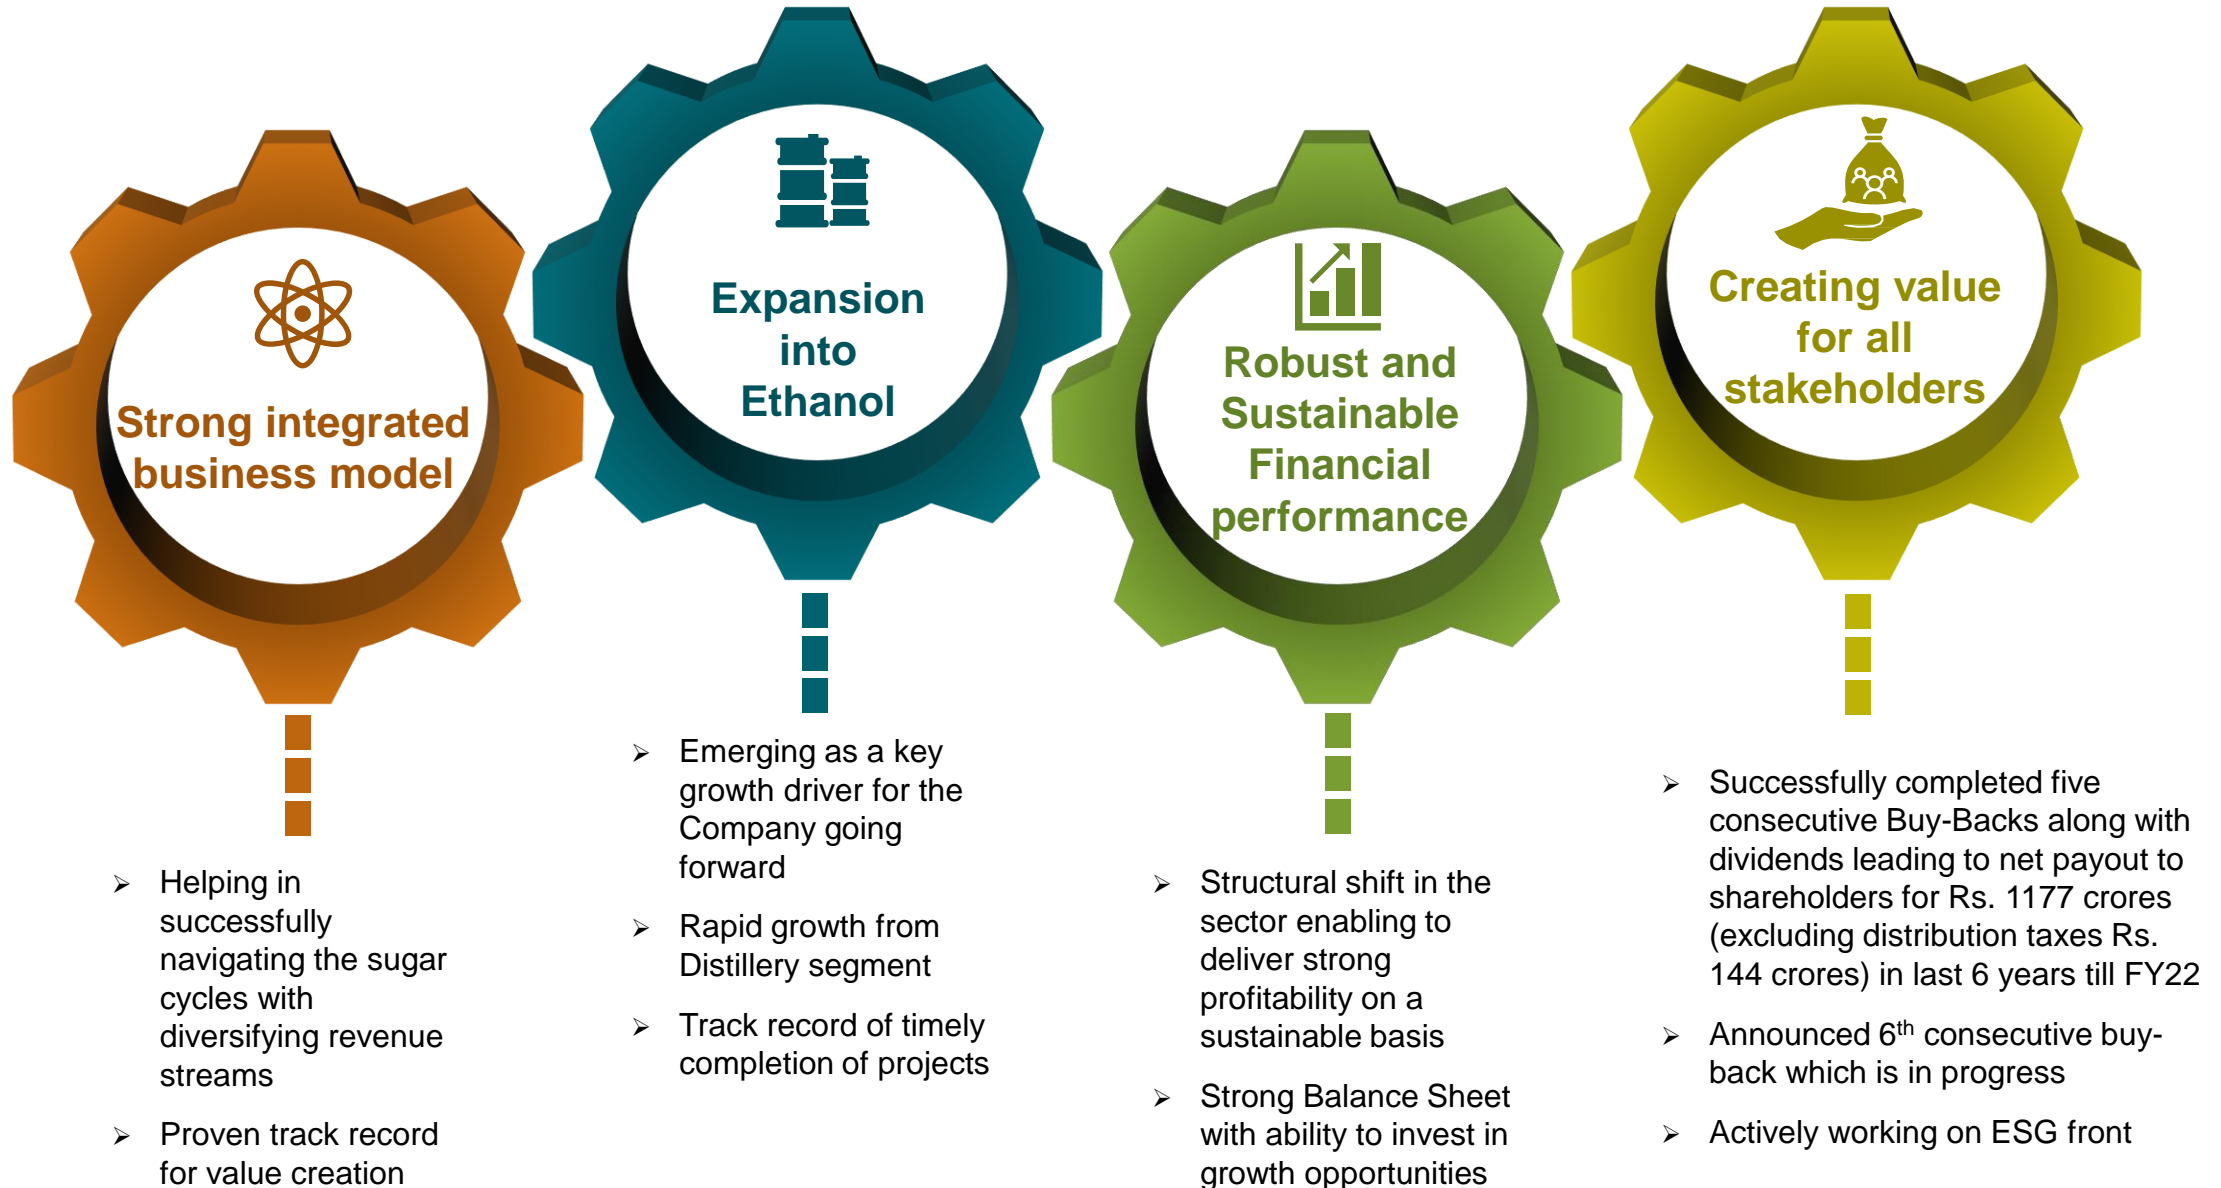 Strong integrated
business model
➢ Helping in
successfully
navigating the sugar
cycles with
diversifying revenue
streams
➢ Proven track record
for value creation
Expansion
into
Ethanol
➢ Emerging as a key
growth driver for the
Company going
forward
➢ Rapid growth from
Distillery segment
➢ Track record of timely
completion of projects
Robust and
Sustainable
Financial
performance
➢ Structural shift in the
sector enabling to
deliver strong
profitability on a
sustainable basis
➢ Strong Balance Sheet
with ability to invest in
growth opportunities
Creating value
for all
stakeholders
➢ Successfully completed five
consecutive Buy-Backs along with
dividends leading to net payout to
shareholders for Rs. 1177 crores
(excluding distribution taxes Rs.
144 crores) in last 6 years till FY22
➢ Announced 6th consecutive buy-
back which is in progress
➢ Actively working on ESG front